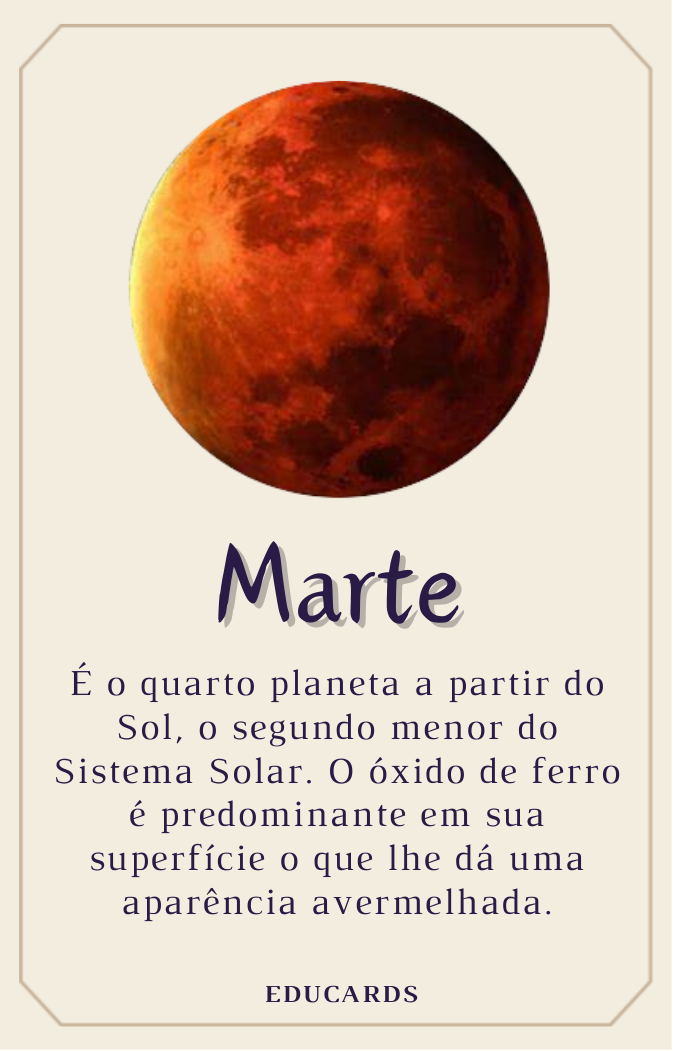 Marte
É o quarto planeta a partir do
Sol, o segundo menor do
Sistema Solar. O óxido de ferro
é predominante em sua
superfície o que lhe dá uma
aparência avermelhada.
EDUCARDS